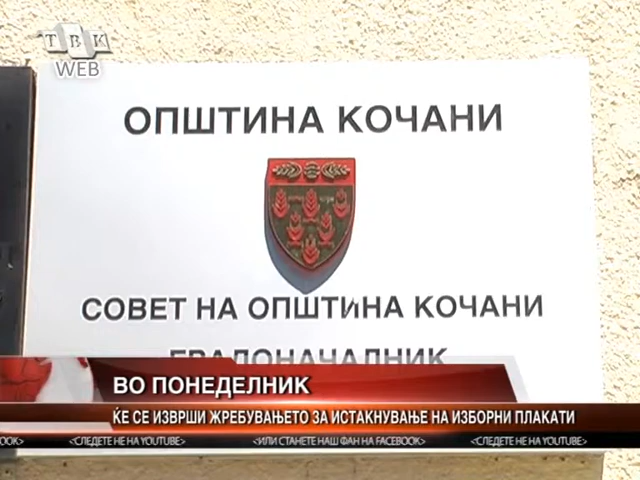 ТВК
WEB
ОПШТИНА КОЧАНИ
СОВЕТ НА ОПШТИНА КОЧАНИ
ГРАДОНАЧАЛНИК
ВО ПОНЕДЕЛНИК
ЌЕ СЕ ИЗВРШИ ЖРЕБУВАЊЕТО ЗА ИСТАКНУВАЊЕ НА ИЗБОРНИ ПЛАКАТИ
BOOK> <СЛЕДЕТЕ НЕ НА YOUTUBE> <ИЛИ СТАНЕТЕ НАШ ФАН НА FACEBOOK> <СЛЕДЕТЕ НЕ НА YOUTUBE>